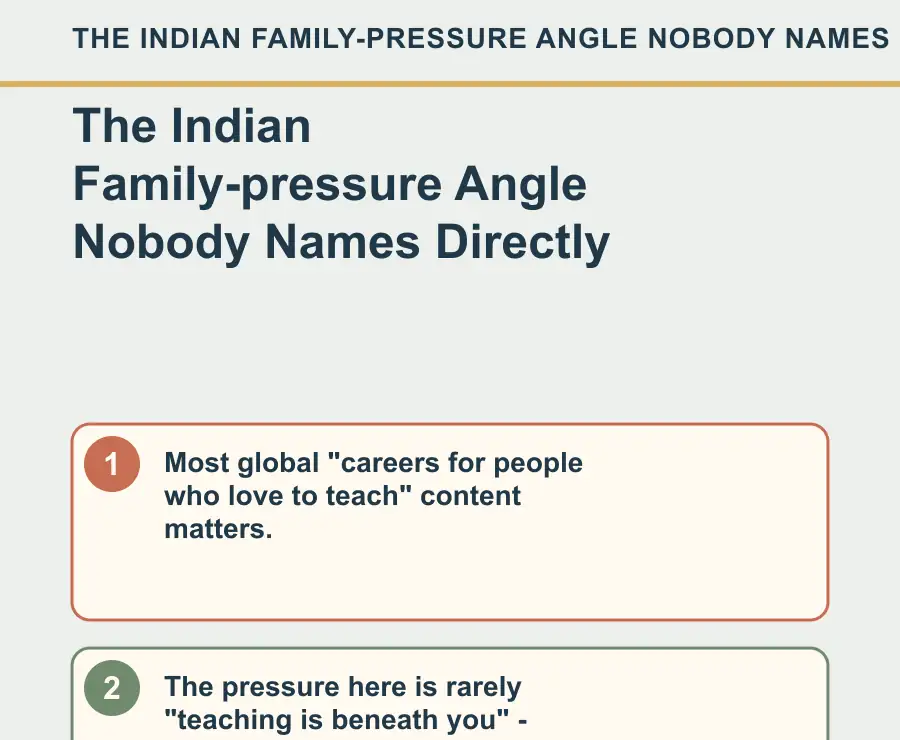 THE INDIAN FAMILY-PRESSURE ANGLE NOBODY NAMES
The Indian
Family-pressure Angle
Nobody Names Directly
1
Most global "careers for people
who love to teach" content
matters.
2
The pressure here is rarely
"teaching is beneath you" -